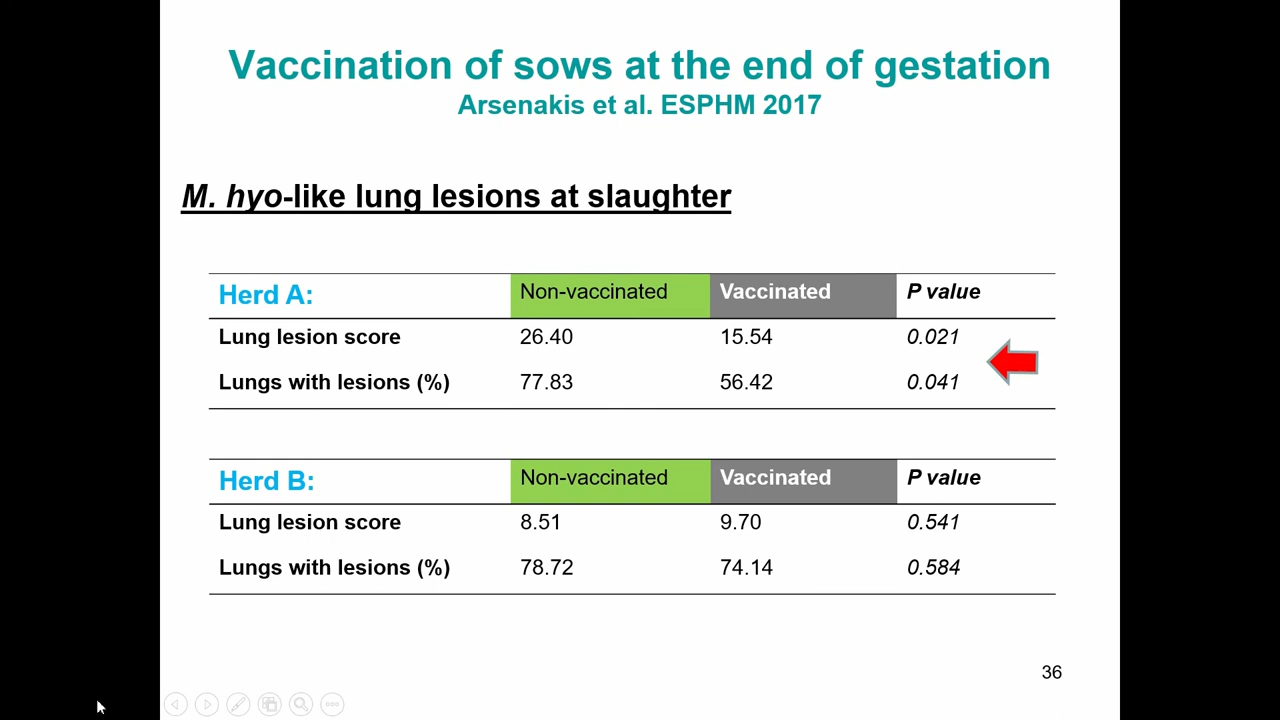 Vaccination of sows at the end of gestation
Arsenakis et al. ESPHM 2017
M. hyo-like lung lesions at slaughter
Herd A: Non-vaccinated Vaccinated P value
Lung lesion score 26.40 15.54 0.021
Lungs with lesions (%) 77.83 56.42 0.041
Herd B: Non-vaccinated Vaccinated P value
Lung lesion score 8.51 9.70 0.541
Lungs with lesions (%) 78.72 74.14 0.584
36